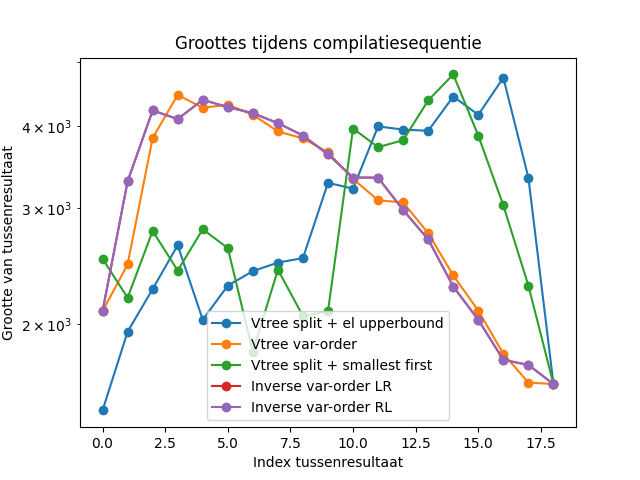 Groottes tijdens compilatiesequentie
Grootte van tussenresultaat
4 × 10³
3 × 10³
2 × 10³
Vtree split + el upperbound
Vtree var-order
Vtree split + smallest first
Inverse var-order LR
Inverse var-order RL
0.0 2.5 5.0 7.5 10.0 12.5 15.0 17.5
Index tussenresultaat